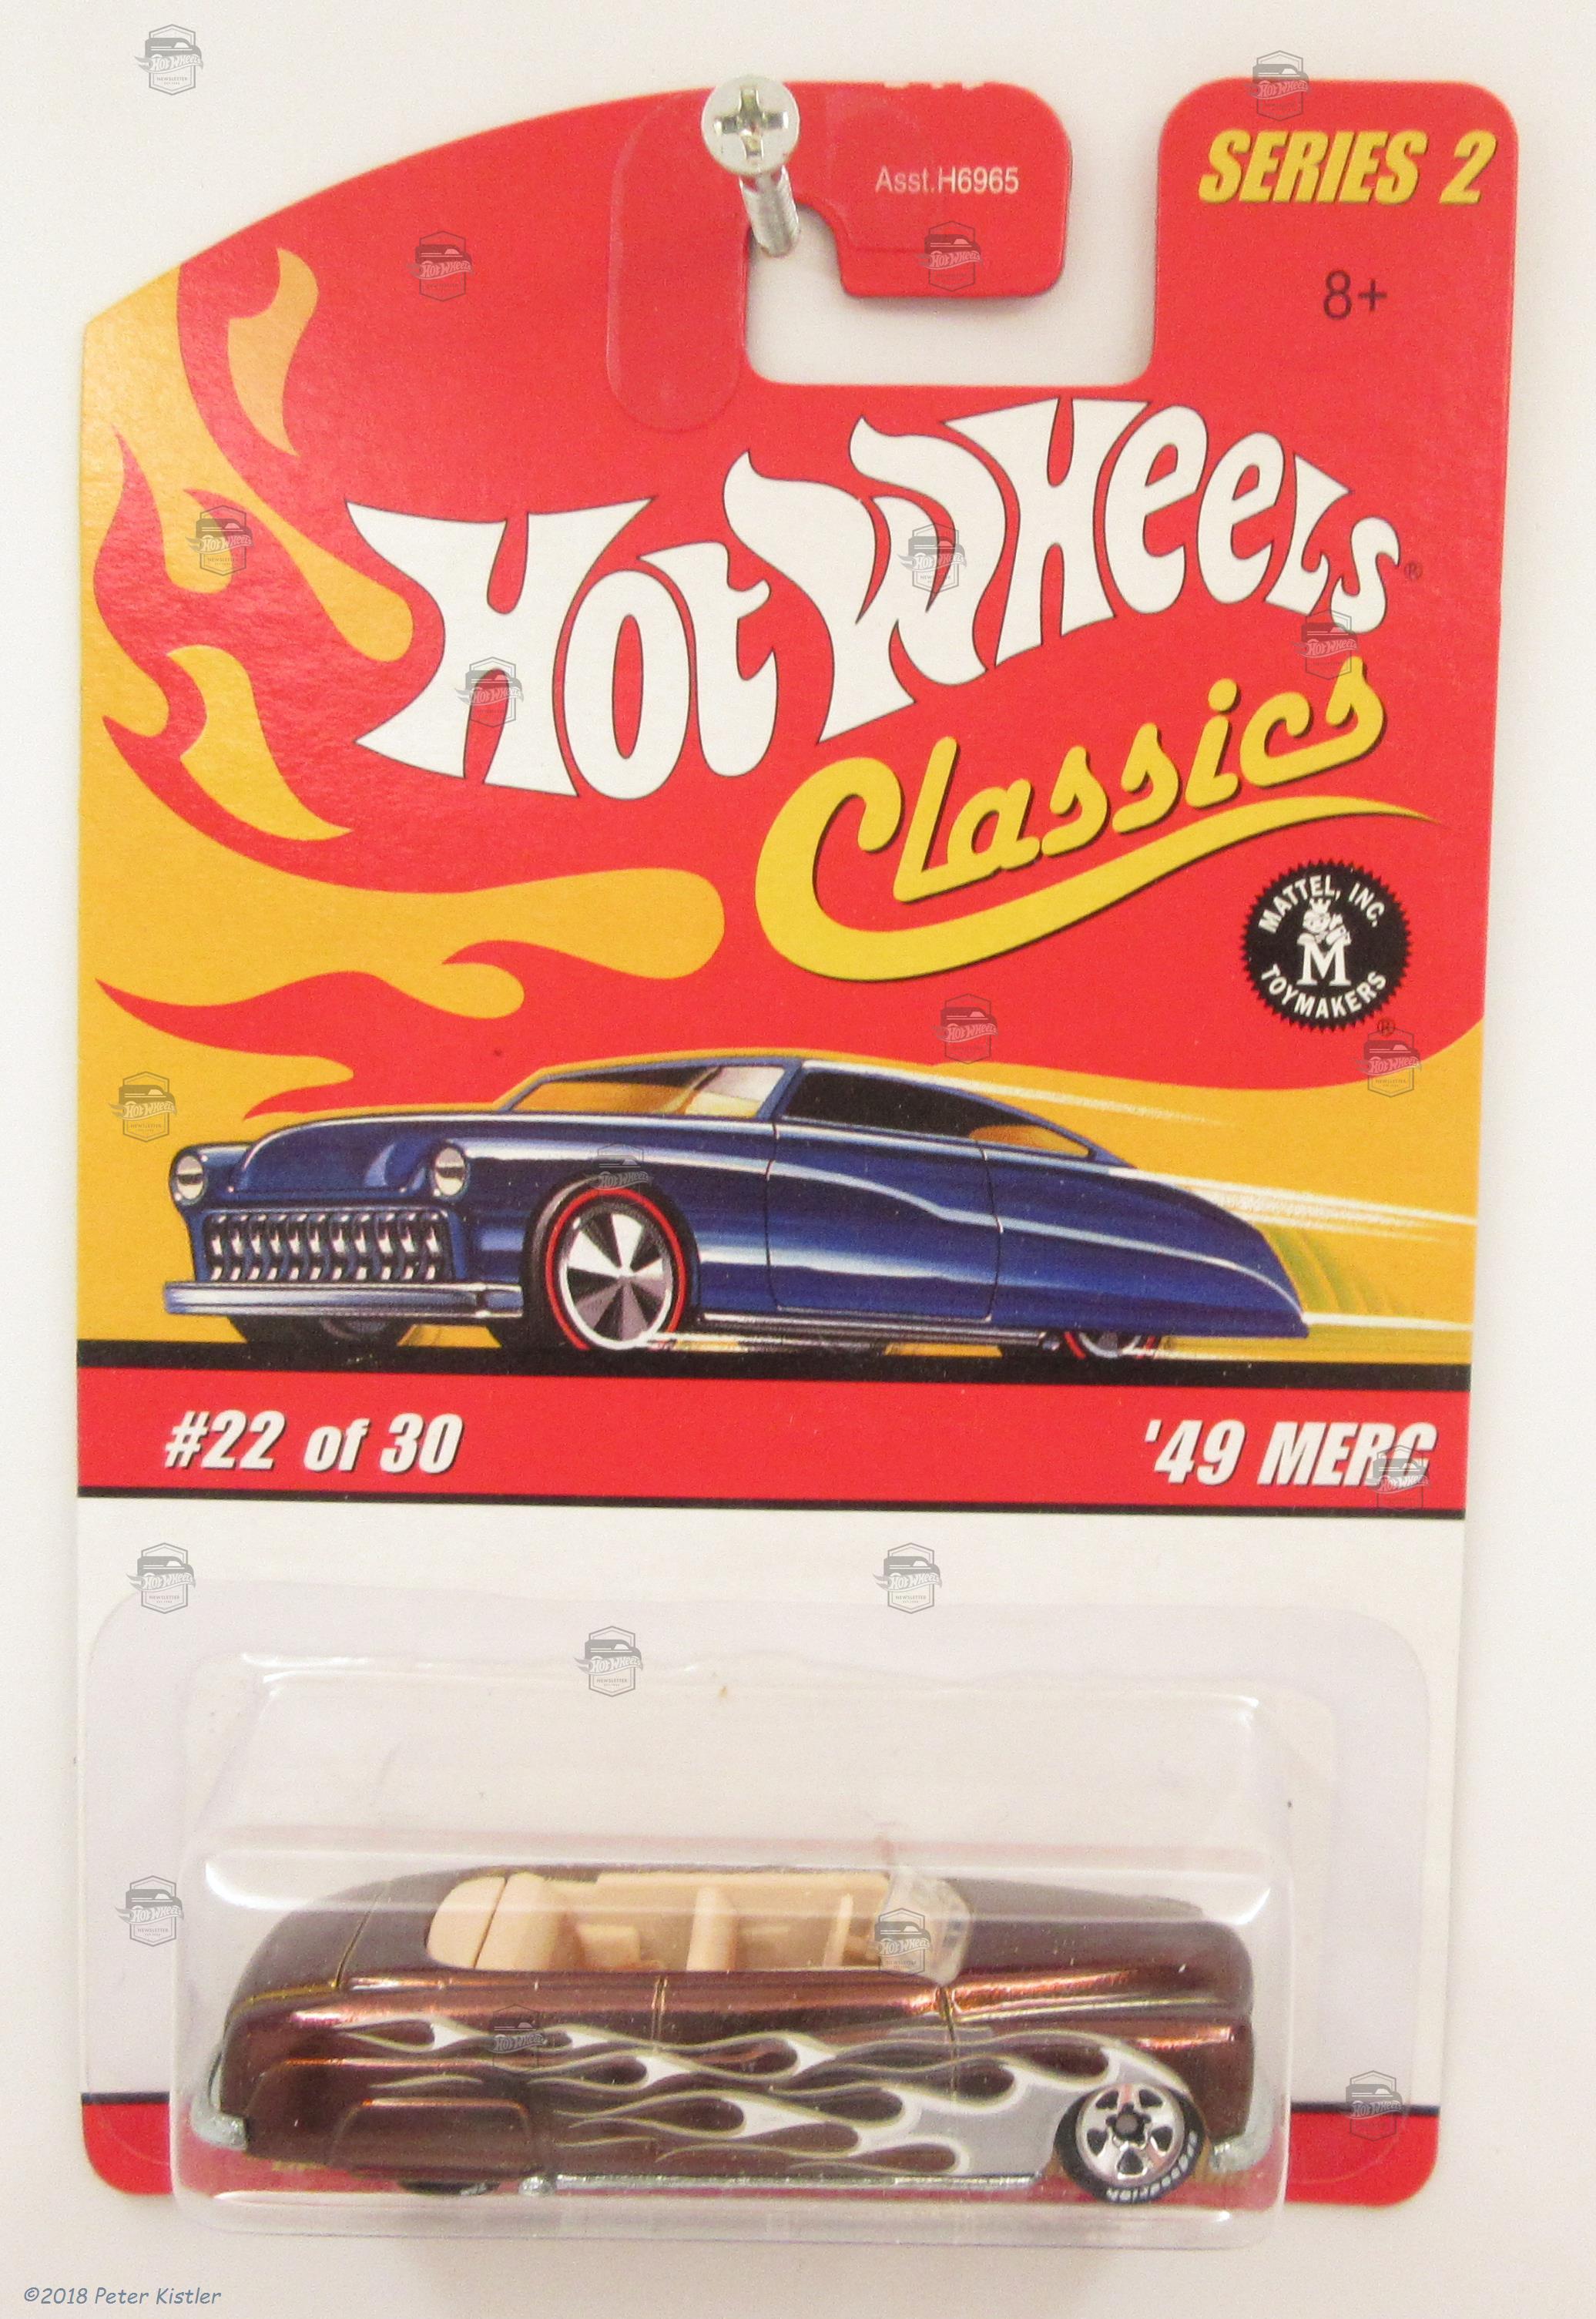 Asst.H6965
SERIES 2
8+
Hot Wheels®
Classics
MATTEL, INC.
M
TOYMAKERS
®
#22 of 30
'49 MERC
©2018 Peter Kistler